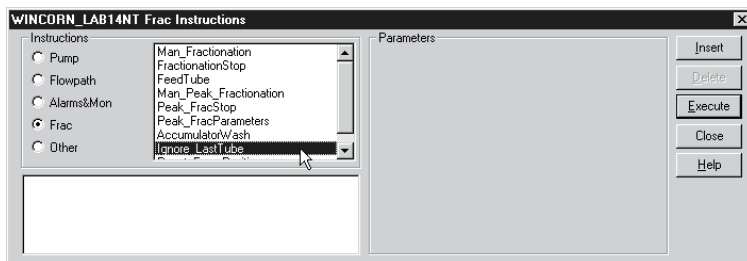 WINCORN_LAB14NT Frac Instructions
Instructions
Pump
Flowpath
Alarms&Mon
Frac
Other
Man_Fractionation
FractionationStop
FeedTube
Man_Peak_Fractionation
Peak_FracStop
Peak_FracParameters
AccumulatorWash
Ignore_LastTube
Parameters
Insert
Delete
Execute
Close
Help